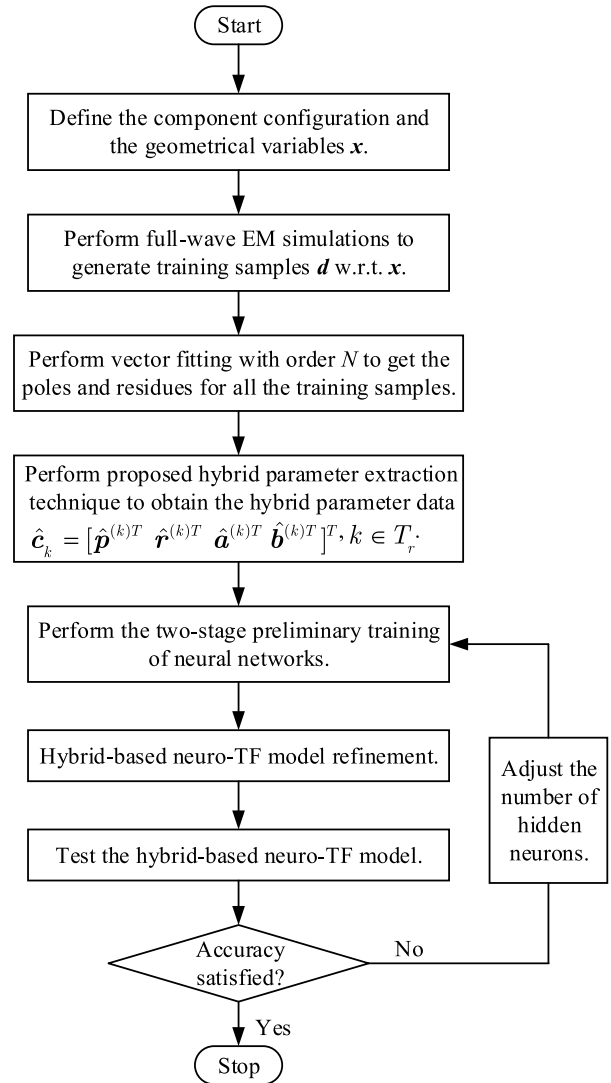 Start
Define the component configuration and
the geometrical variables x.
Perform full-wave EM simulations to
generate training samples d w.r.t. x.
Perform vector fitting with order N to get the
poles and residues for all the training samples.
Perform proposed hybrid parameter extraction
technique to obtain the hybrid parameter data
ĉ_k = [p̂^(k)T r̂^(k)T â^(k)T b̂^(k)T]^T, k ∈ T_r.
Perform the two-stage preliminary training
of neural networks.
Hybrid-based neuro-TF model refinement.
Adjust the
number of
hidden
neurons.
Test the hybrid-based neuro-TF model.
Accuracy
satisfied?
No
Yes
Stop